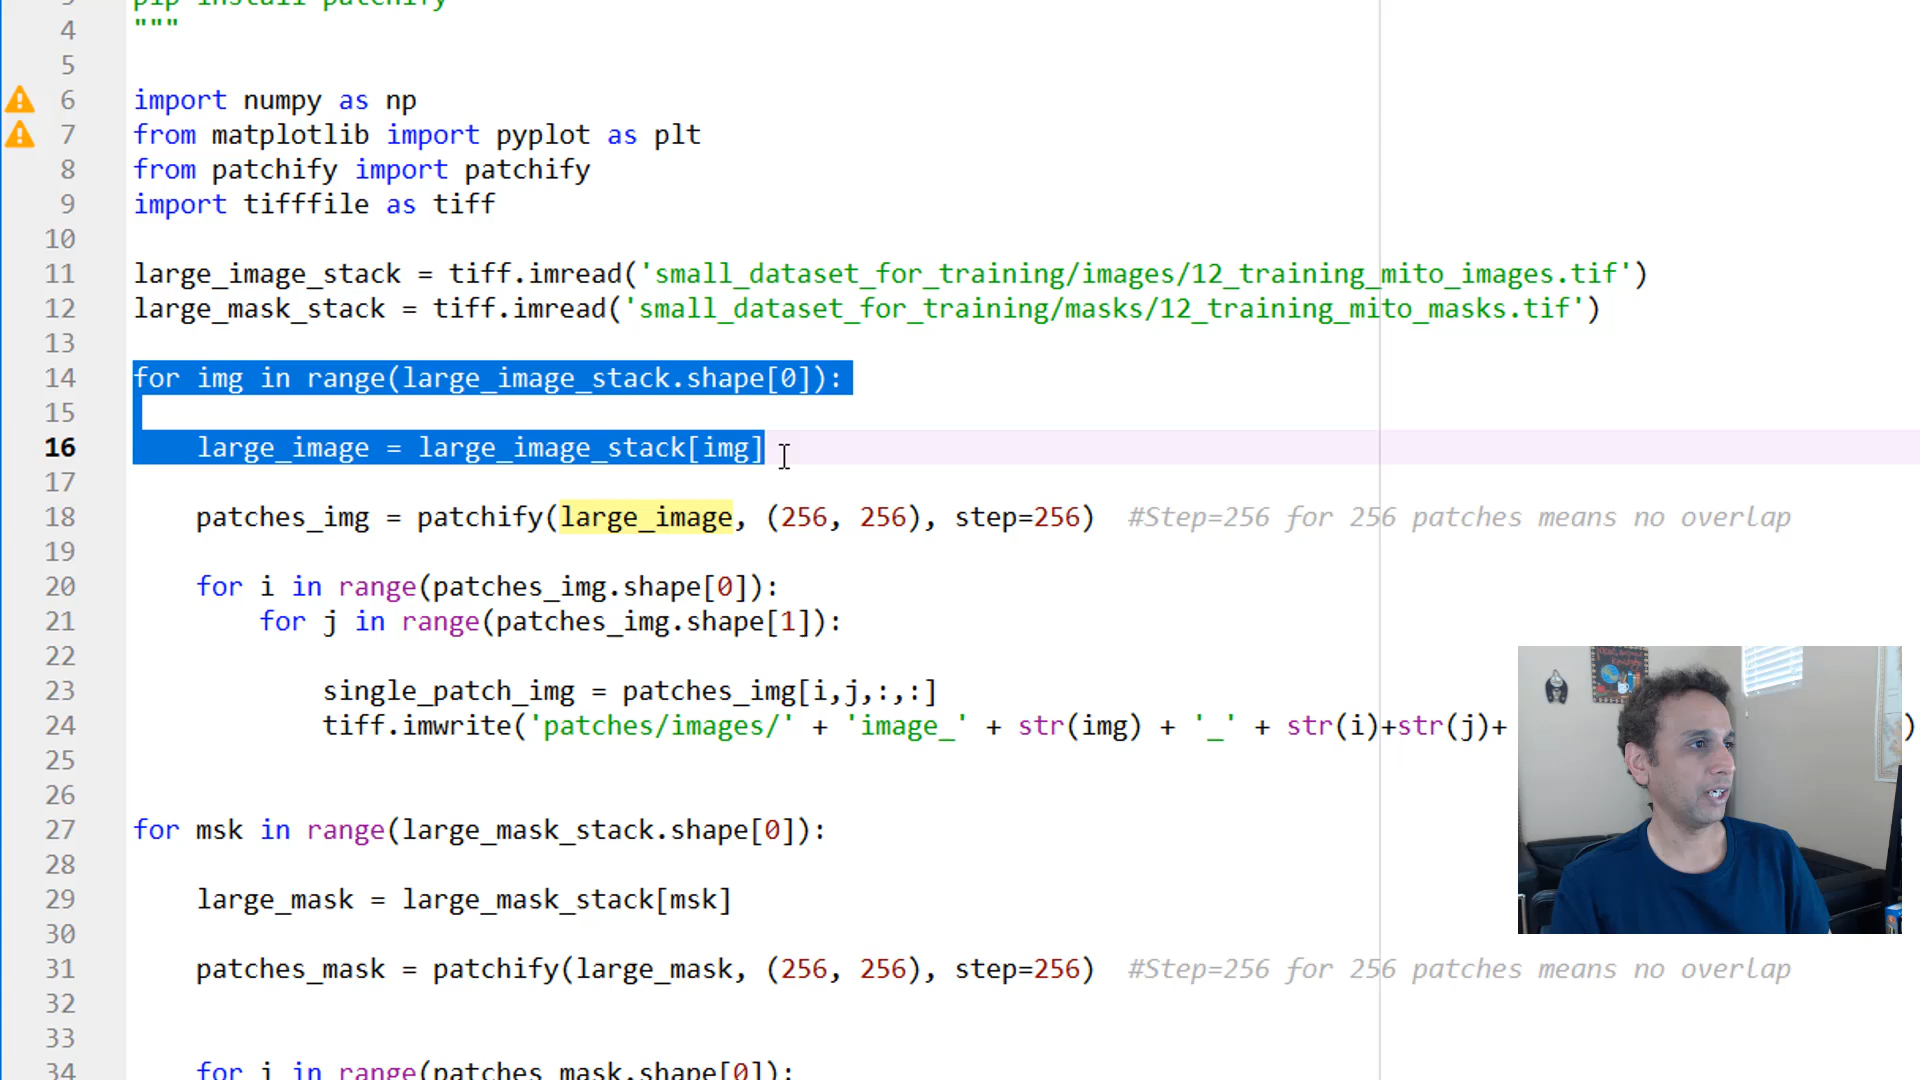 pip install patchify
4 """
5
6 import numpy as np
7 from matplotlib import pyplot as plt
8 from patchify import patchify
9 import tifffile as tiff
10
11 large_image_stack = tiff.imread('small_dataset_for_training/images/12_training_mito_images.tif')
12 large_mask_stack = tiff.imread('small_dataset_for_training/masks/12_training_mito_masks.tif')
13
14 for img in range(large_image_stack.shape[0]):
15
16 large_image = large_image_stack[img]
17
18 patches_img = patchify(large_image, (256, 256), step=256)  #Step=256 for 256 patches means no overlap
19
20 for i in range(patches_img.shape[0]):
21 for j in range(patches_img.shape[1]):
22
23 single_patch_img = patches_img[i,j,:,:]
24 tiff.imwrite('patches/images/' + 'image_' + str(img) + '_' + str(i)+str(j)+ )
25
26
27 for msk in range(large_mask_stack.shape[0]):
28
29 large_mask = large_mask_stack[msk]
30
31 patches_mask = patchify(large_mask, (256, 256), step=256)  #Step=256 for 256 patches means no overlap
32
33
34 for i in range(patches_mask.shape[0]):